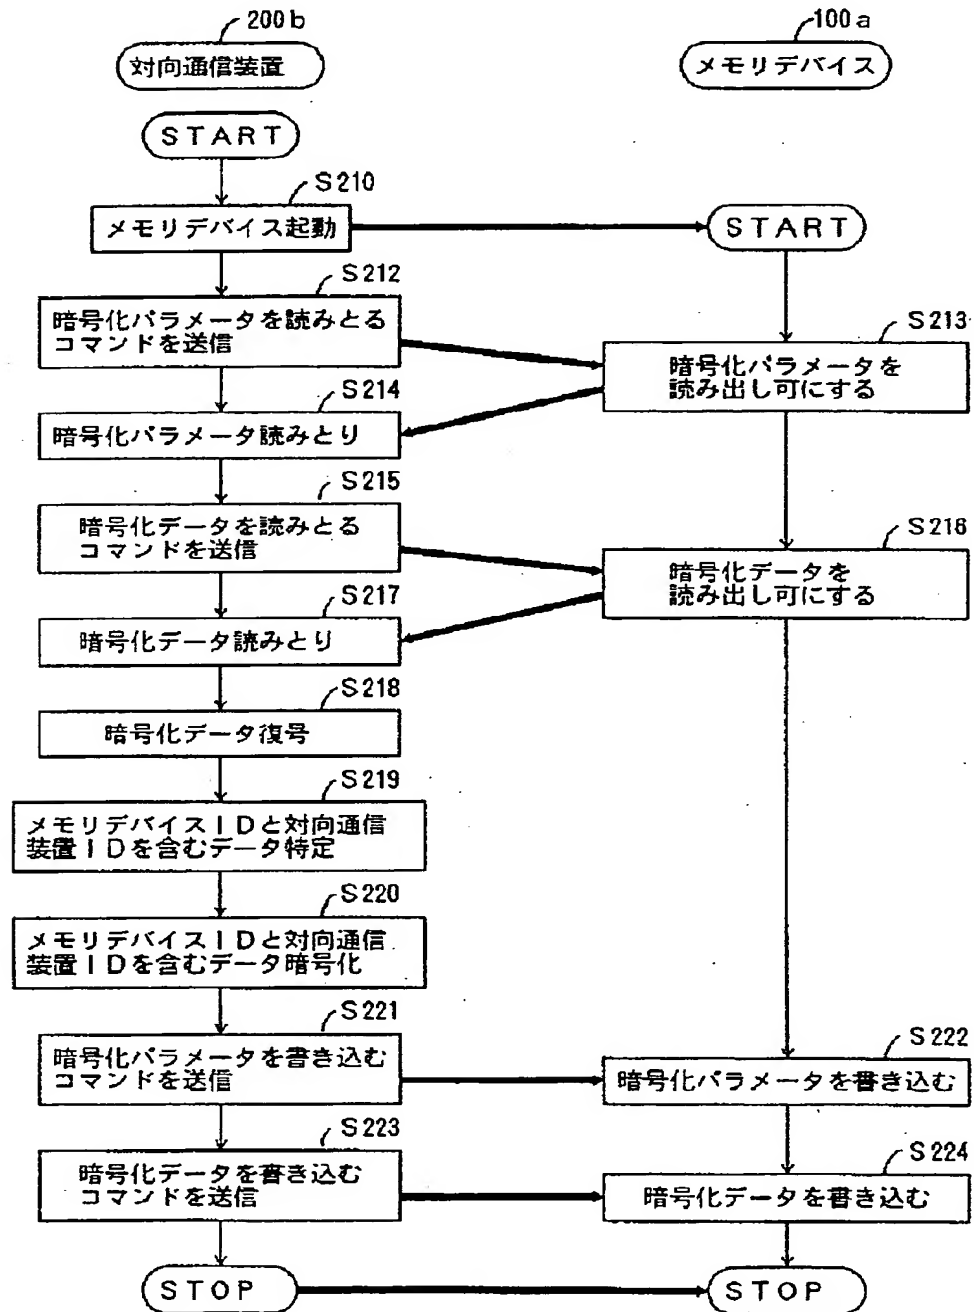 200b
100a
対向通信装置
メモリデバイス
START
S210
メモリデバイス起動
START
S212
暗号化パラメータを読みとる
コマンドを送信
S213
暗号化パラメータを
読み出し可にする
S214
暗号化パラメータ読みとり
S215
暗号化データを読みとる
コマンドを送信
S216
暗号化データを
読み出し可にする
S217
暗号化データ読みとり
S218
暗号化データ復号
S219
メモリデバイスIDと対向通信
装置IDを含むデータ特定
S220
メモリデバイスIDと対向通信
装置IDを含むデータ暗号化
S221
暗号化パラメータを書き込む
コマンドを送信
S222
暗号化パラメータを書き込む
S223
暗号化データを書き込む
コマンドを送信
S224
暗号化データを書き込む
STOP
STOP